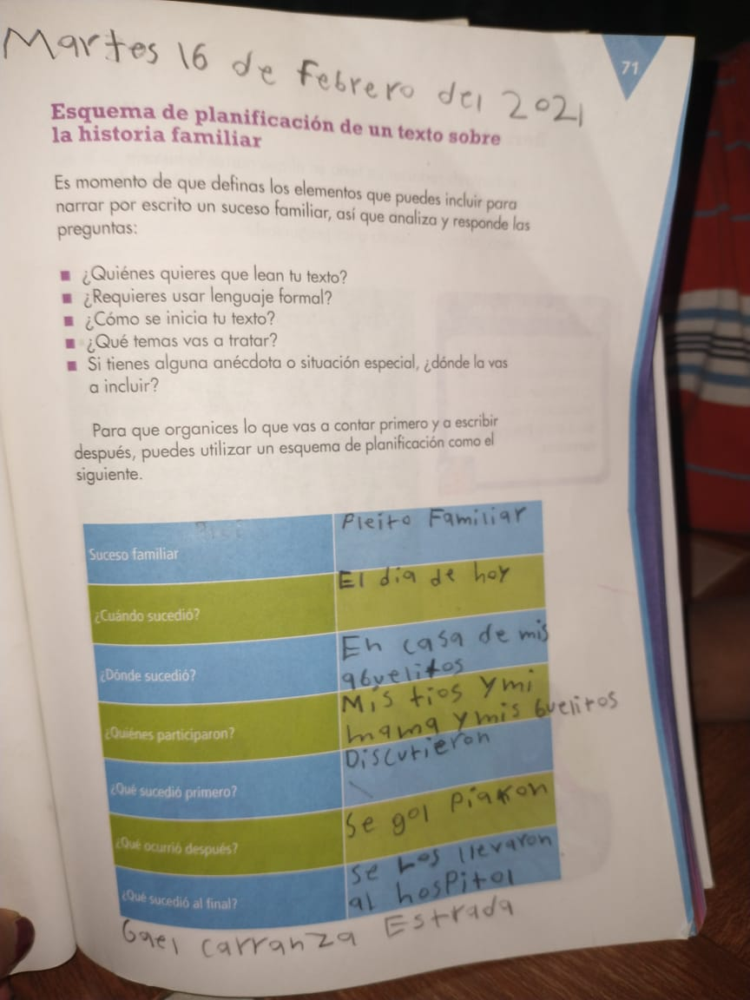 Martes 16 de Febrero del 2021
71
Esquema de planificación de un texto sobre
la historia familiar
Es momento de que definas los elementos que puedes incluir para
narrar por escrito un suceso familiar, así que analiza y responde las
preguntas:
¿Quiénes quieres que lean tu texto?
¿Requieres usar lenguaje formal?
¿Cómo se inicia tu texto?
¿Qué temas vas a tratar?
Si tienes alguna anécdota o situación especial, ¿dónde la vas
a incluir?
Para que organices lo que vas a contar primero y a escribir
después, puedes utilizar un esquema de planificación como el
siguiente.
Suceso familiar
Pleito Familiar
¿Cuándo sucedió?
El dia de hoy
¿Dónde sucedió?
En casa de mis
abuelitos
¿Quiénes participaron?
Mis tios y mi
mama y mis buelitos
¿Qué sucedió primero?
Discutieron
¿Qué ocurrió después?
Se gol Piaron
¿Qué sucedió al final?
se Los llevaron
al hospital
Gael Carranza Estrada